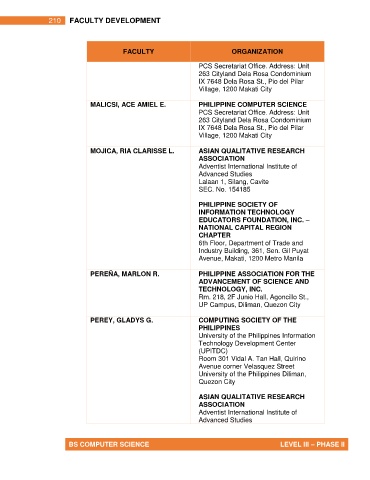 210 FACULTY DEVELOPMENT
FACULTY ORGANIZATION
PCS Secretariat Office. Address: Unit
263 Cityland Dela Rosa Condominium
IX 7648 Dela Rosa St., Pio del Pilar
Village, 1200 Makati City
MALICSI, ACE AMIEL E. PHILIPPINE COMPUTER SCIENCE
PCS Secretariat Office. Address: Unit
263 Cityland Dela Rosa Condominium
IX 7648 Dela Rosa St., Pio del Pilar
Village, 1200 Makati City
MOJICA, RIA CLARISSE L. ASIAN QUALITATIVE RESEARCH
ASSOCIATION
Adventist International Institute of
Advanced Studies
Lalaan 1, Silang, Cavite
SEC. No. 154185
PHILIPPINE SOCIETY OF
INFORMATION TECHNOLOGY
EDUCATORS FOUNDATION, INC. –
NATIONAL CAPITAL REGION
CHAPTER
6th Floor, Department of Trade and
Industry Building, 361, Sen. Gil Puyat
Avenue, Makati, 1200 Metro Manila
PEREÑA, MARLON R. PHILIPPINE ASSOCIATION FOR THE
ADVANCEMENT OF SCIENCE AND
TECHNOLOGY, INC.
Rm. 218, 2F Junio Hall, Agoncillo St.,
UP Campus, Diliman, Quezon City
PEREY, GLADYS G. COMPUTING SOCIETY OF THE
PHILIPPINES
University of the Philippines Information
Technology Development Center
(UPITDC)
Room 301 Vidal A. Tan Hall, Quirino
Avenue corner Velasquez Street
University of the Philippines Diliman,
Quezon City
ASIAN QUALITATIVE RESEARCH
ASSOCIATION
Adventist International Institute of
Advanced Studies
BS COMPUTER SCIENCE LEVEL III – PHASE II